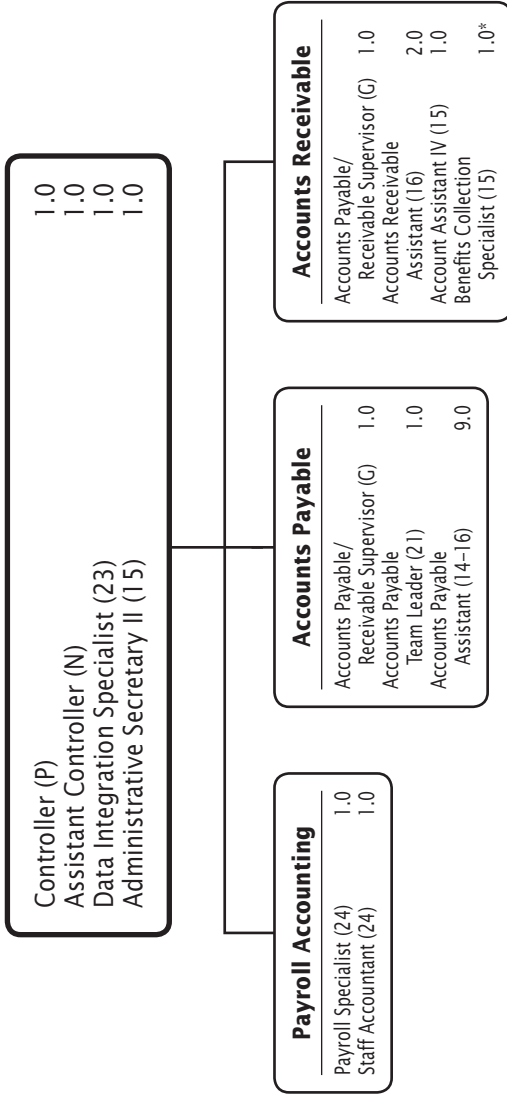 Controller (P) 1.0
Assistant Controller (N) 1.0
Data Integration Specialist (23) 1.0
Administrative Secretary II (15) 1.0
Payroll Accounting
Payroll Specialist (24) 1.0
Staff Accountant (24) 1.0
Accounts Payable
Accounts Payable/
Receivable Supervisor (G) 1.0
Accounts Payable
Team Leader (21) 1.0
Accounts Payable
Assistant (14–16) 9.0
Accounts Receivable
Accounts Payable/
Receivable Supervisor (G) 1.0
Accounts Receivable
Assistant (16) 2.0
Account Assistant IV (15) 1.0
Benefits Collection
Specialist (15) 1.0*